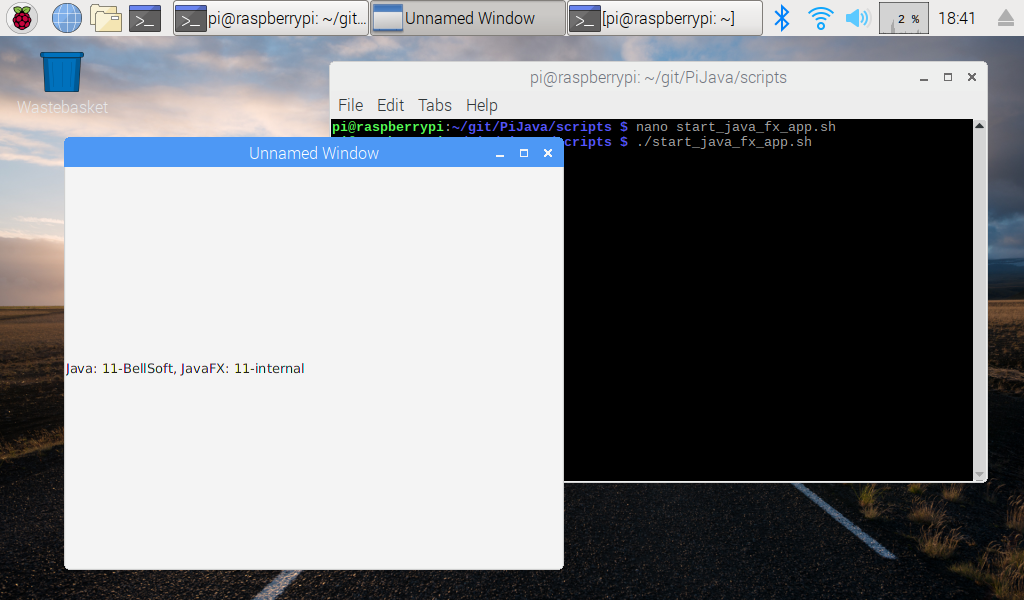 pi@raspberrypi: ~/git...
Unnamed Window
[pi@raspberrypi: ~]
2 %
18:41
Wastebasket
pi@raspberrypi: ~/git/PiJava/scripts
File Edit Tabs Help
pi@raspberrypi:~/git/PiJava/scripts $ nano start_java_fx_app.sh
cripts $ ./start_java_fx_app.sh
Unnamed Window
Java: 11-BellSoft, JavaFX: 11-internal